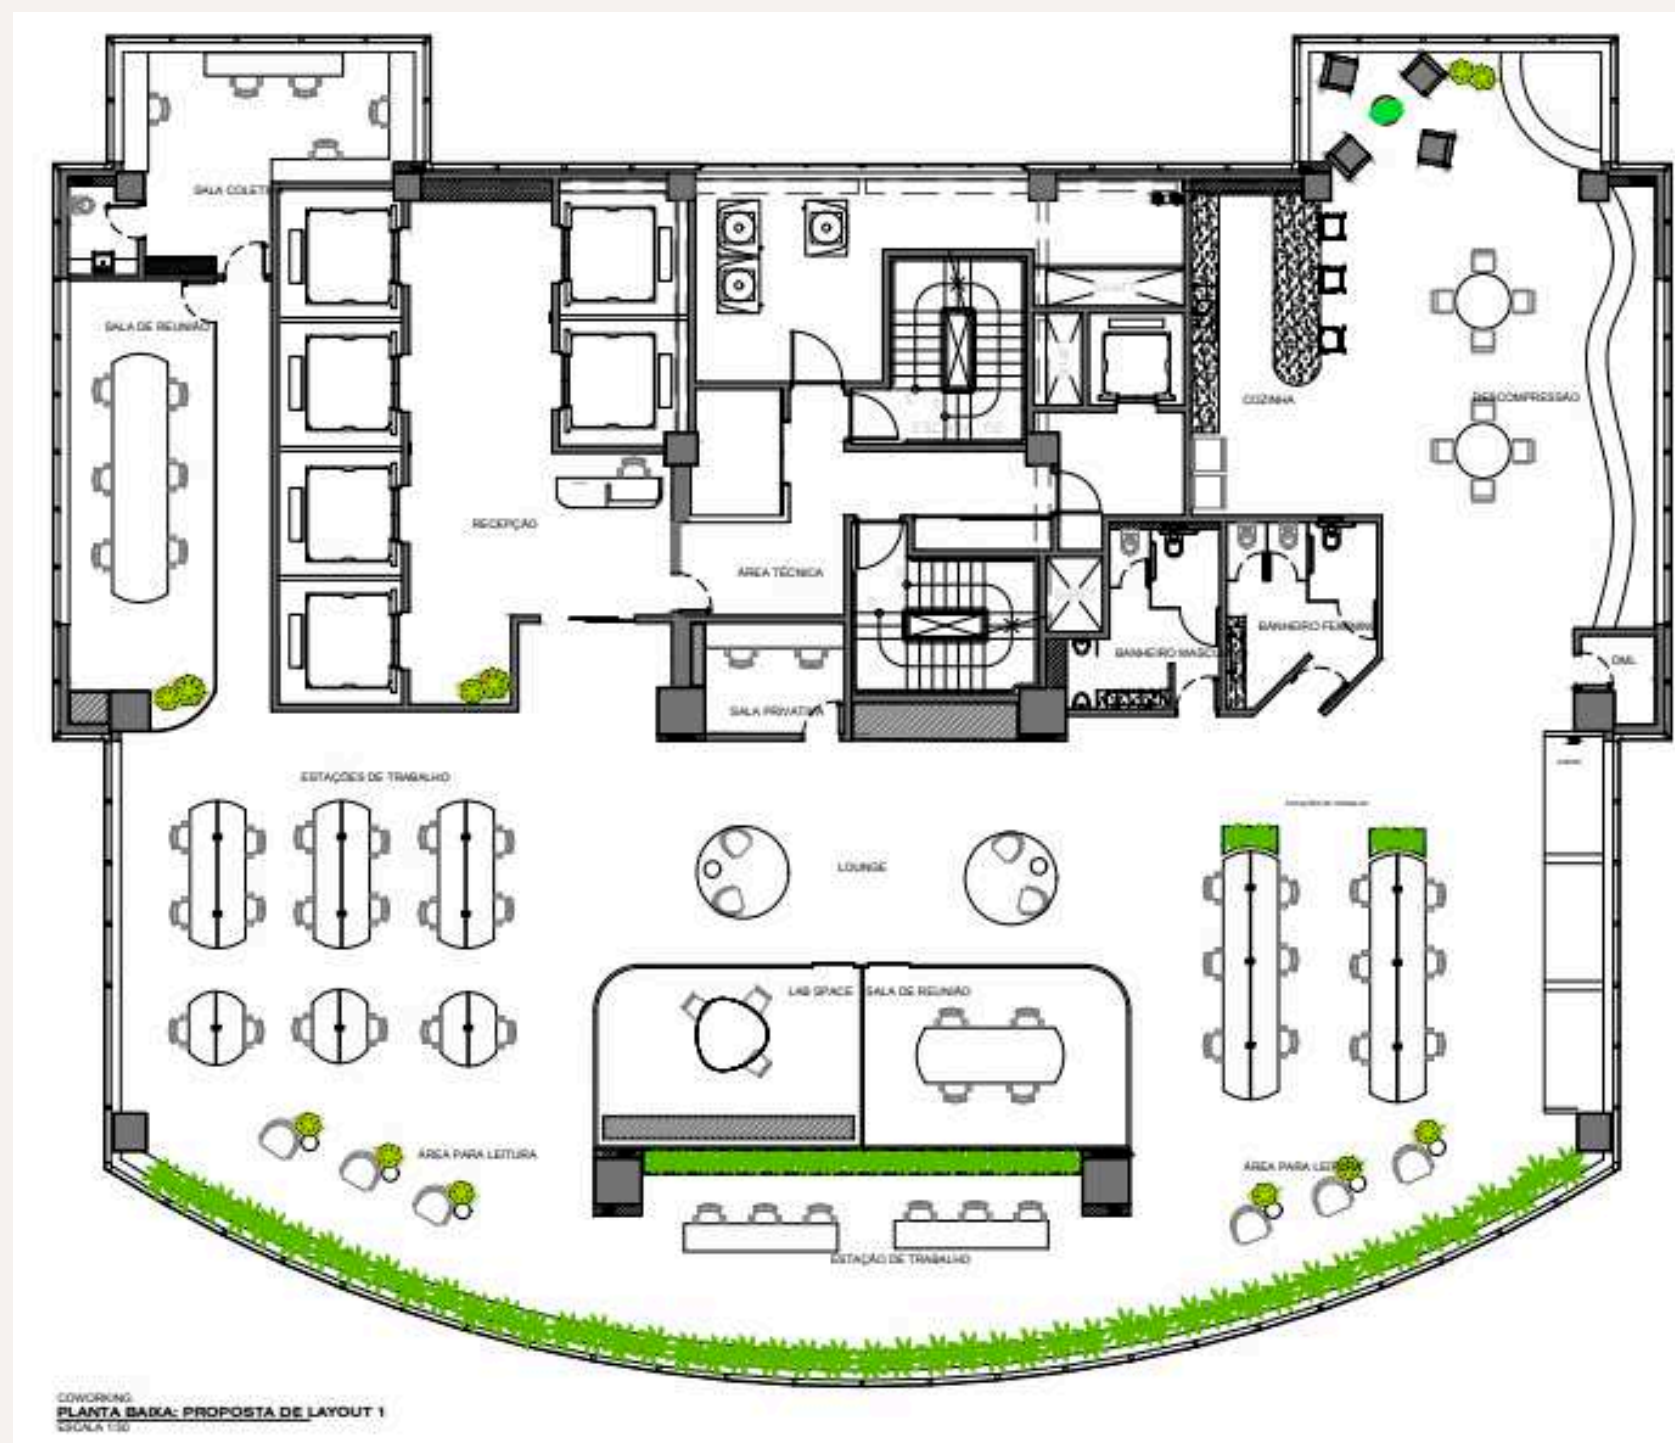 SALA COLETIVA
SALA DE REUNIÃO
COZINHA
DESCOMPRESSÃO
RECEPÇÃO
ÁREA TÉCNICA
BANHEIRO FEMININO
BANHEIRO MASCULINO
DML
SALA PRIVATIVA
ESTAÇÕES DE TRABALHO
LOUNGE
LAB SPACE
SALA DE REUNIÃO
ÁREA PARA LEITURA
ÁREA PARA LEITURA
ESTAÇÃO DE TRABALHO
COWORKING
PLANTA BAIXA: PROPOSTA DE LAYOUT 1
ESCALA 1:50